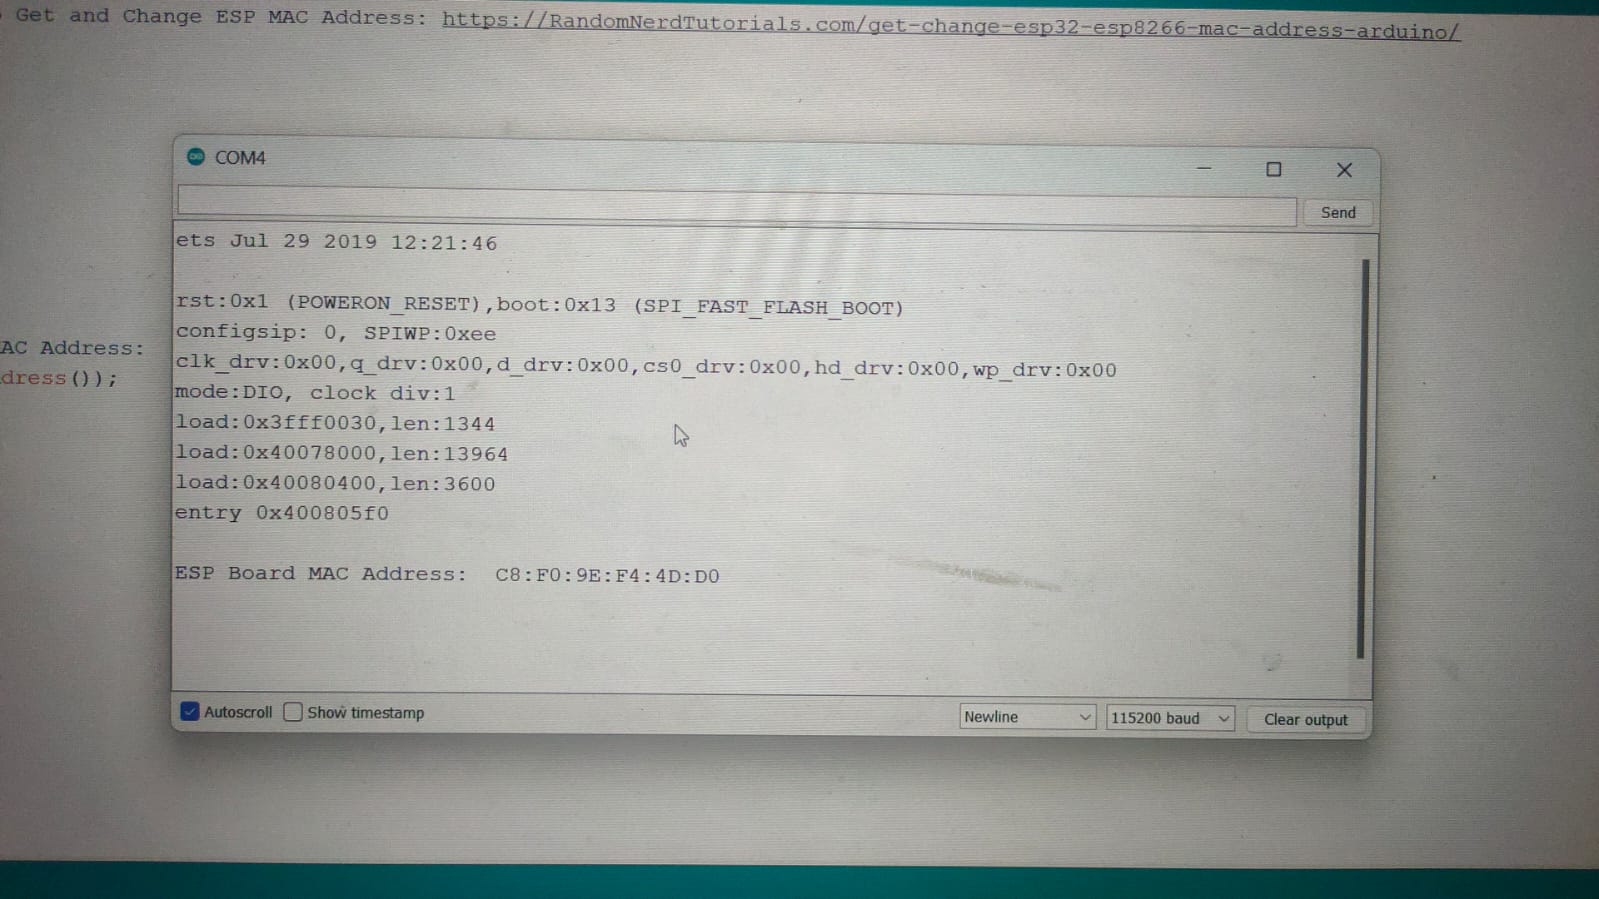 Get and Change ESP MAC Address: https://RandomNerdTutorials.com/get-change-esp32-esp8266-mac-address-arduino/
COM4
Send
ets Jul 29 2019 12:21:46
rst:0x1 (POWERON_RESET),boot:0x13 (SPI_FAST_FLASH_BOOT)
configsip: 0, SPIWP:0xee
AC Address:
clk_drv:0x00,q_drv:0x00,d_drv:0x00,cs0_drv:0x00,hd_drv:0x00,wp_drv:0x00
dress());
mode:DIO, clock div:1
load:0x3fff0030,len:1344
load:0x40078000,len:13964
load:0x40080400,len:3600
entry 0x400805f0
ESP Board MAC Address:  C8:F0:9E:F4:4D:D0
Autoscroll Show timestamp Newline 115200 baud Clear output